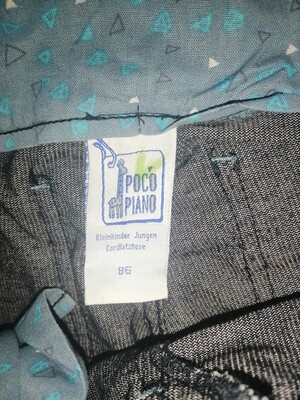 POCO
PIANO
Kleinkinder Jungen
Cordlatzhose
86